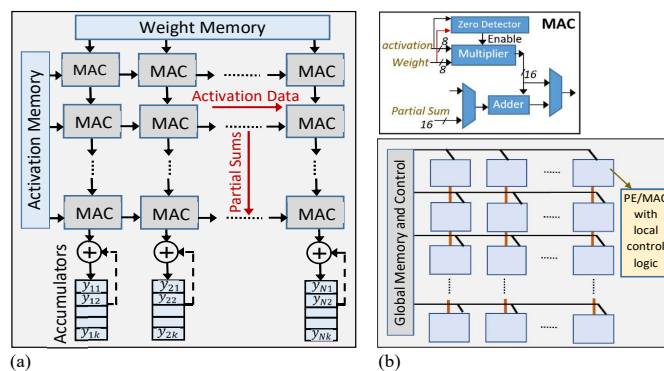 Weight Memory
Activation Memory
MAC MAC ........ MAC
Activation Data
MAC MAC ........ MAC
Partial Sums
MAC MAC ........ MAC
Accumulators
+ + +
y11 y21 yN1
y12 y22 yN2
y1k y2k yNk
(a)
MAC
Zero Detector
Enable
activation 8
Multiplier
Weight 8
16
Adder
Partial Sum
16
Global Memory and Control
......
......
......
......
PE/MAC
with
local
control
logic
(b)